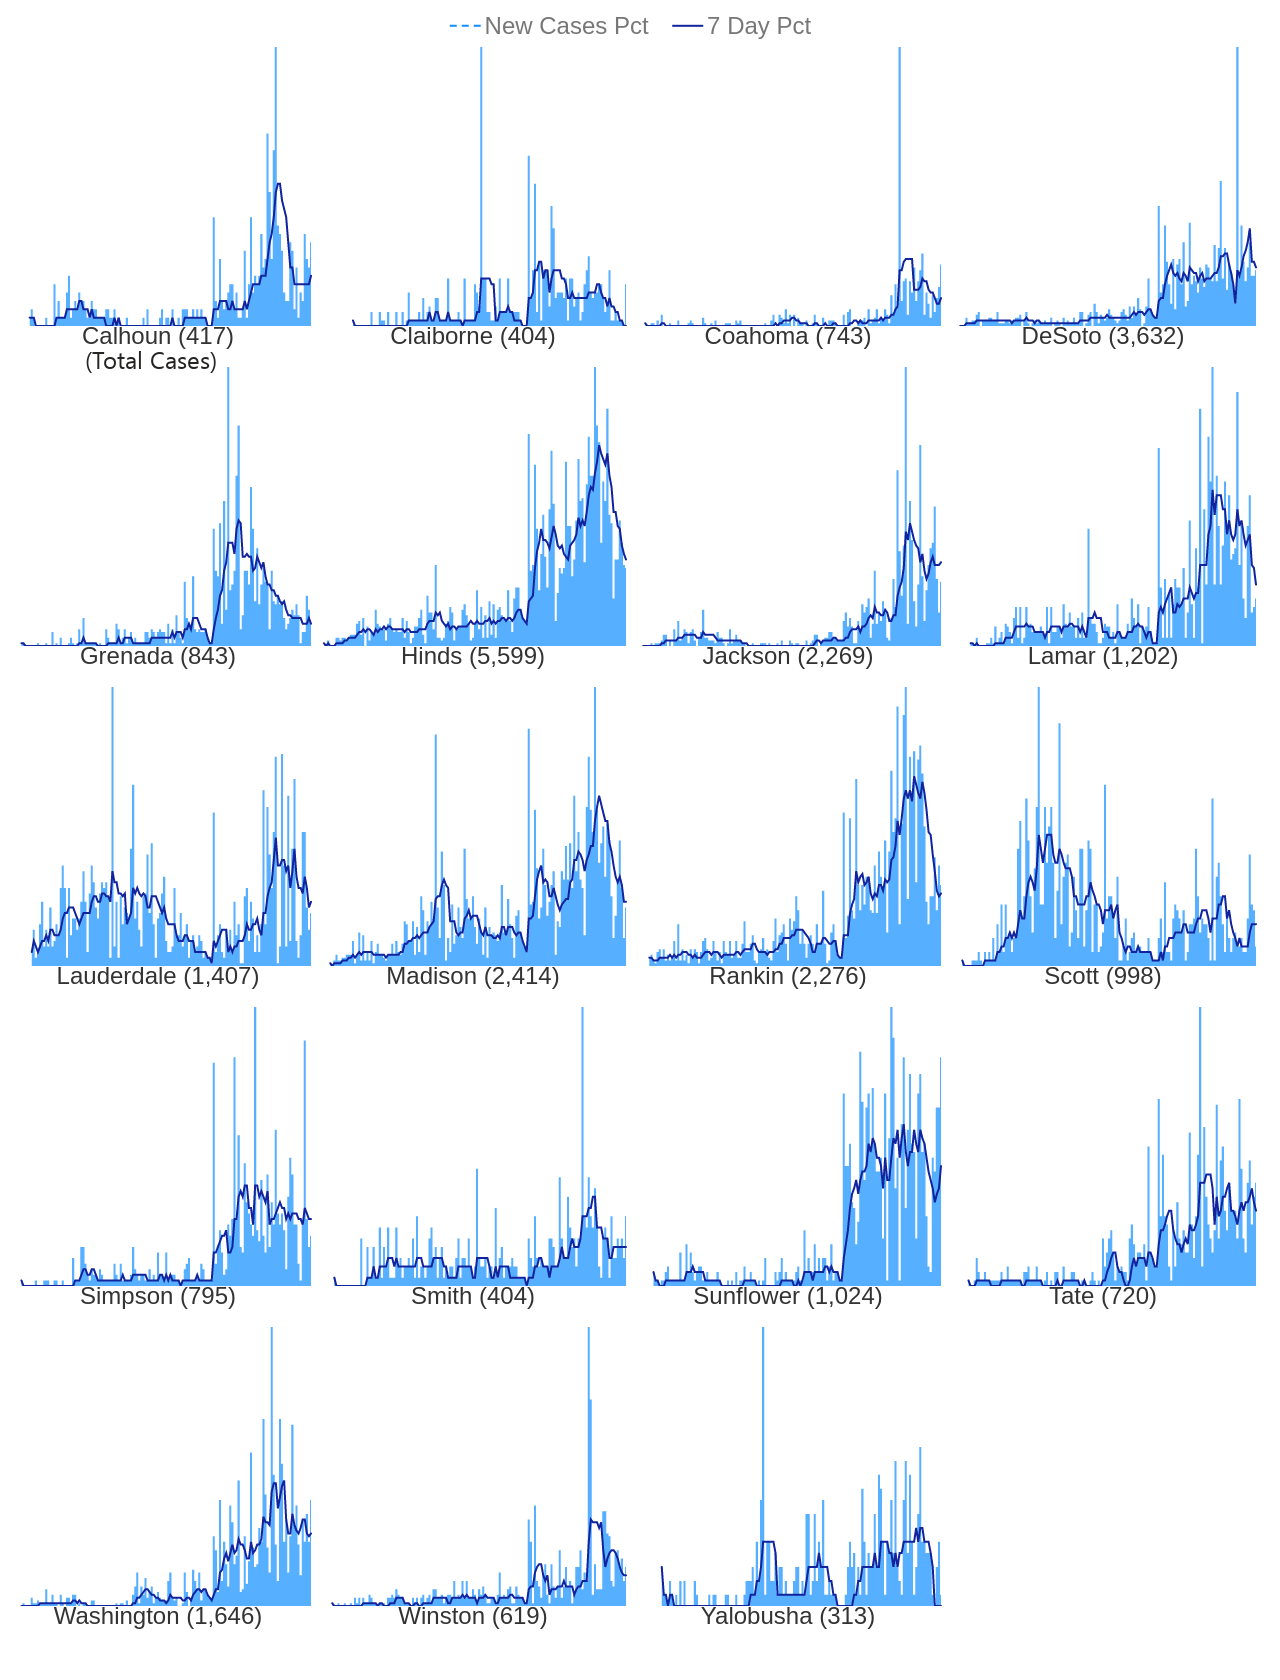 New Cases Pct 7 Day Pct
Calhoun (417) Claiborne (404) Coahoma (743) DeSoto (3,632)
(Total Cases)
Grenada (843) Hinds (5,599) Jackson (2,269) Lamar (1,202)
Lauderdale (1,407) Madison (2,414) Rankin (2,276) Scott (998)
Simpson (795) Smith (404) Sunflower (1,024) Tate (720)
Washington (1,646) Winston (619) Yalobusha (313)